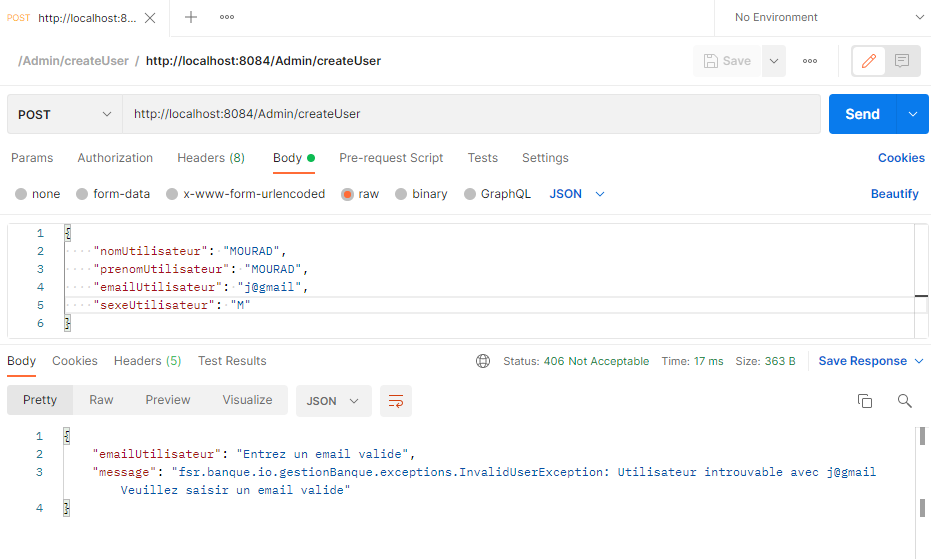 POST http://localhost:8... No Environment
/Admin/createUser / http://localhost:8084/Admin/createUser Save
POST http://localhost:8084/Admin/createUser Send
Params Authorization Headers (8) Body Pre-request Script Tests Settings Cookies
none form-data x-www-form-urlencoded raw binary GraphQL JSON Beautify
1 {
2 "nomUtilisateur": "MOURAD",
3 "prenomUtilisateur": "MOURAD",
4 "emailUtilisateur": "j@gmail",
5 "sexeUtilisateur": "M"
6 }
Body Cookies Headers (5) Test Results Status: 406 Not Acceptable Time: 17 ms Size: 363 B Save Response
Pretty Raw Preview Visualize JSON
1 {
2 "emailUtilisateur": "Entrez un email valide",
3 "message": "fsr.banque.io.gestionBanque.exceptions.InvalidUserException: Utilisateur introuvable avec j@gmail
Veuillez saisir un email valide"
4 }